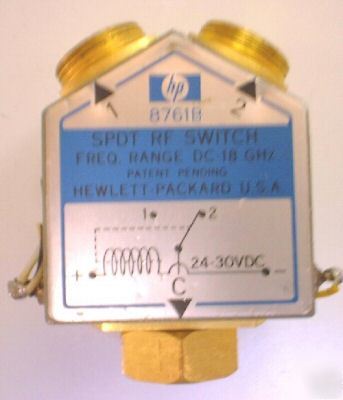 hp
1 2
8761B
SPDT RF SWITCH
FREQ. RANGE DC-18 GHz
PATENT PENDING
HEWLETT-PACKARD U.S.A.
1 2
+ 24-30VDC -
C